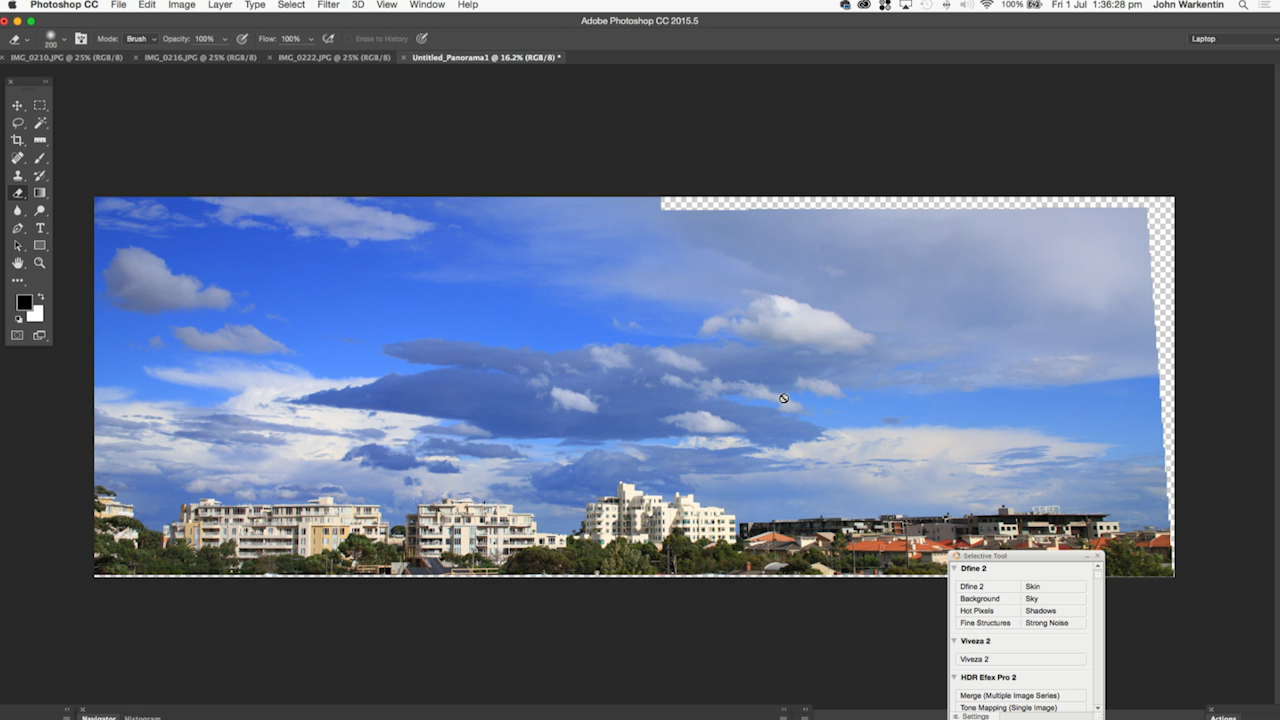 Photoshop CC File Edit Image Layer Type Select Filter 3D View Window Help 100% Fri 1 Jul 1:36:28 pm John Warkentin
Adobe Photoshop CC 2015.5
200 Mode: Brush Opacity: 100% Flow: 100% Erase to History Laptop
IMG_0210.JPG @ 25% (RGB/8) IMG_0216.JPG @ 25% (RGB/8) IMG_0222.JPG @ 25% (RGB/8) Untitled_Panorama1 @ 16.2% (RGB/8) *
Selective Tool
Dfine 2
Dfine 2 Skin
Background Sky
Hot Pixels Shadows
Fine Structures Strong Noise
Viveza 2
Viveza 2
HDR Efex Pro 2
Merge (Multiple Image Series)
Tone Mapping (Single Image)
Settings
Navigator Histogram Actions